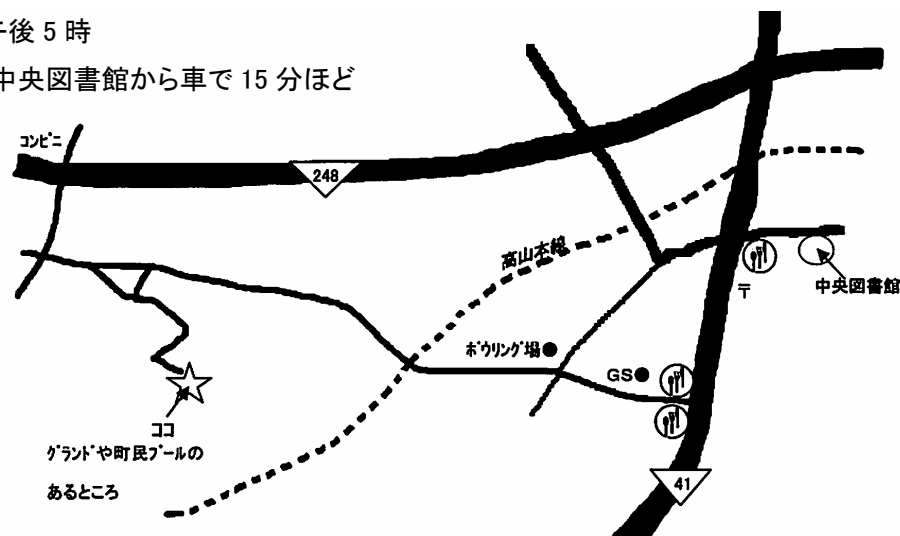 午後 5 時
中央図書館から車で 15 分ほど
コンビニ
248
高山本線
中央図書館
〒
ボウリング場
GS
ココ
グランドや町民プールの
あるところ
41